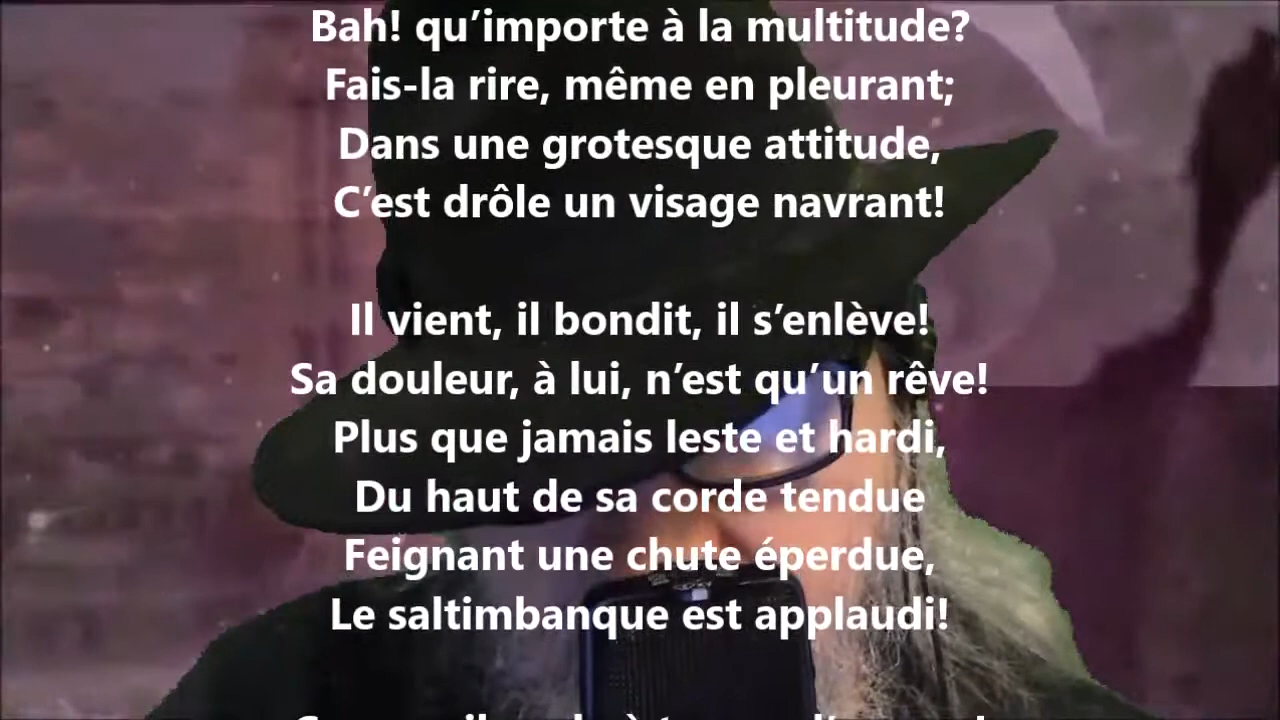 Bah! qu’importe à la multitude?
Fais-la rire, même en pleurant;
Dans une grotesque attitude,
C’est drôle un visage navrant!
Il vient, il bondit, il s’enlève!
Sa douleur, à lui, n’est qu’un rêve!
Plus que jamais leste et hardi,
Du haut de sa corde tendue
Feignant une chute éperdue,
Le saltimbanque est applaudi!